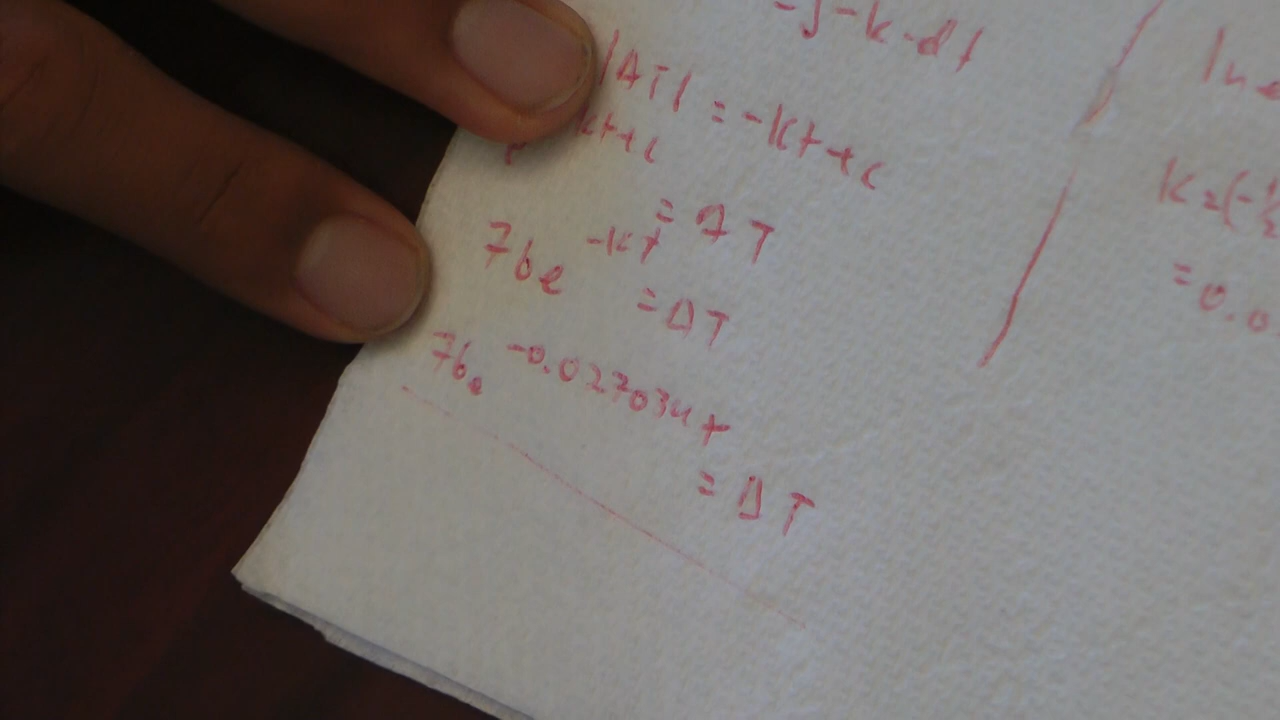 -∫-k.dt
|ΔT| = -kt+c
kt+c
= ΔT
76e^-kt
= ΔT
76e^-0.027034t
= ΔT
ln
k=(-1/2
=0.0